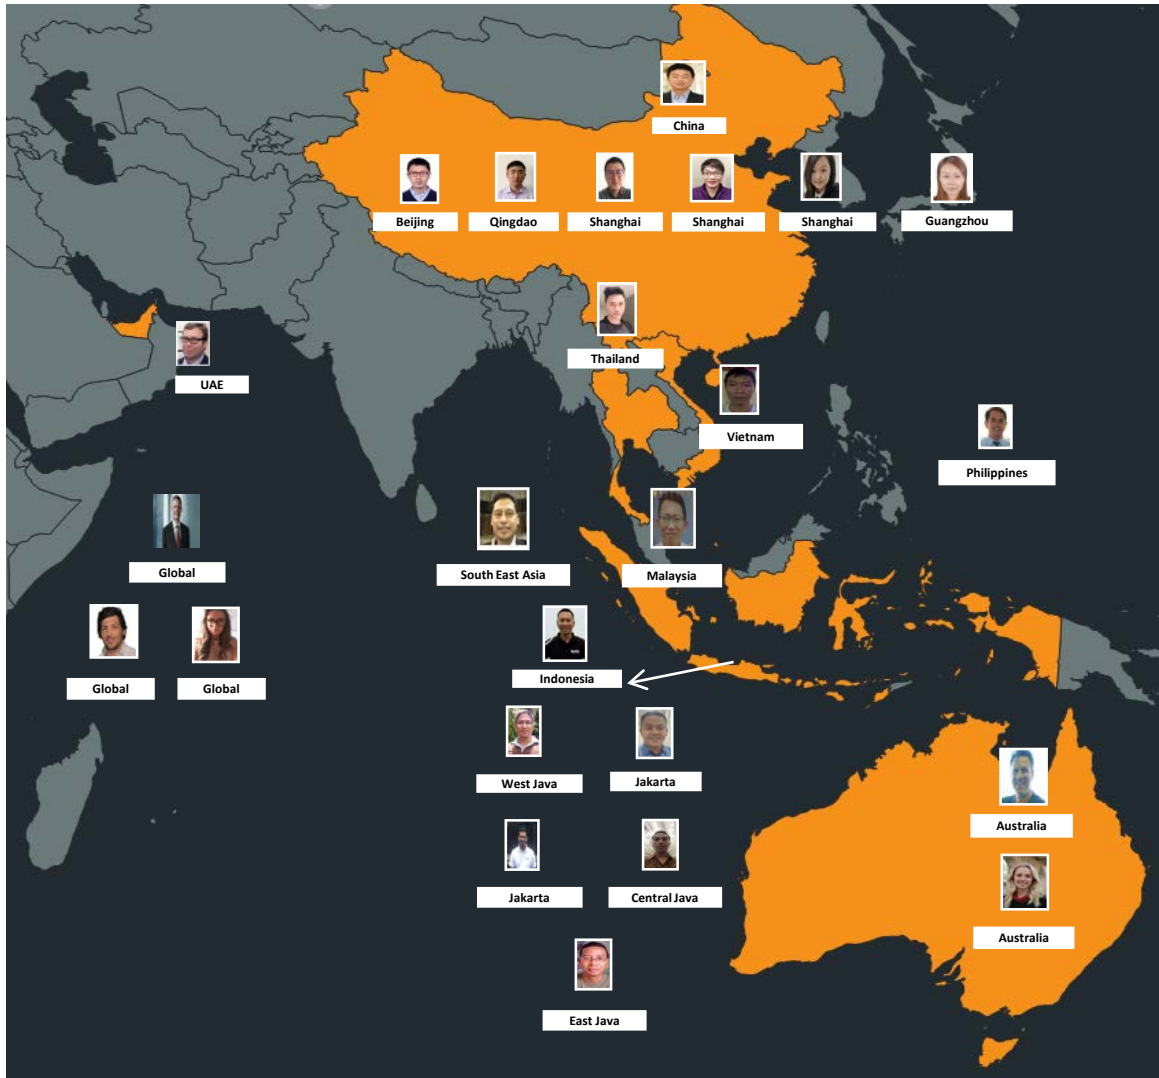 China
Beijing
Qingdao
Shanghai
Shanghai
Shanghai
Guangzhou
Thailand
UAE
Vietnam
Philippines
Global
South East Asia
Malaysia
Global
Global
Indonesia
West Java
Jakarta
Australia
Jakarta
Central Java
Australia
East Java